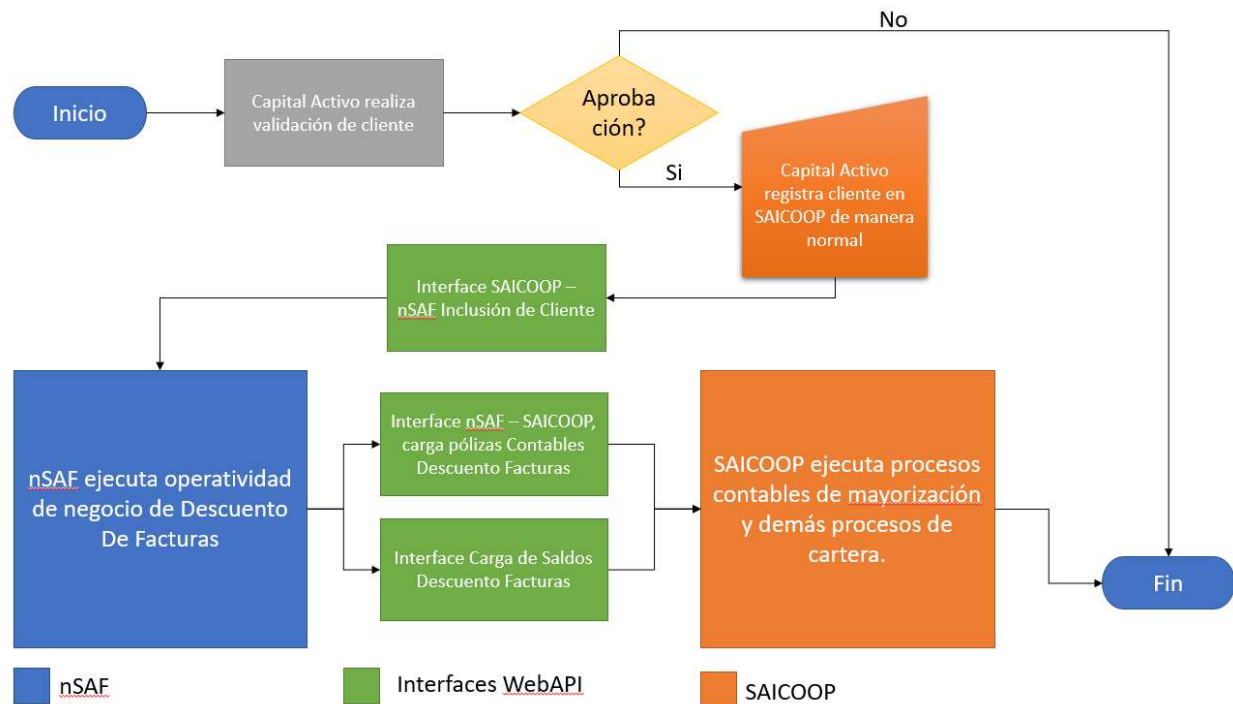 No
Inicio
Capital Activo realiza
validación de cliente
Aproba
ción?
Si
Capital Activo
registra cliente en
SAICOOP de manera
normal
Interface SAICOOP –
nSAF Inclusión de Cliente
nSAF ejecuta operatividad
de negocio de Descuento
De Facturas
Interface nSAF – SAICOOP,
carga pólizas Contables
Descuento Facturas
Interface Carga de Saldos
Descuento Facturas
SAICOOP ejecuta procesos
contables de mayorización
y demás procesos de
cartera.
Fin
nSAF
Interfaces WebAPI
SAICOOP